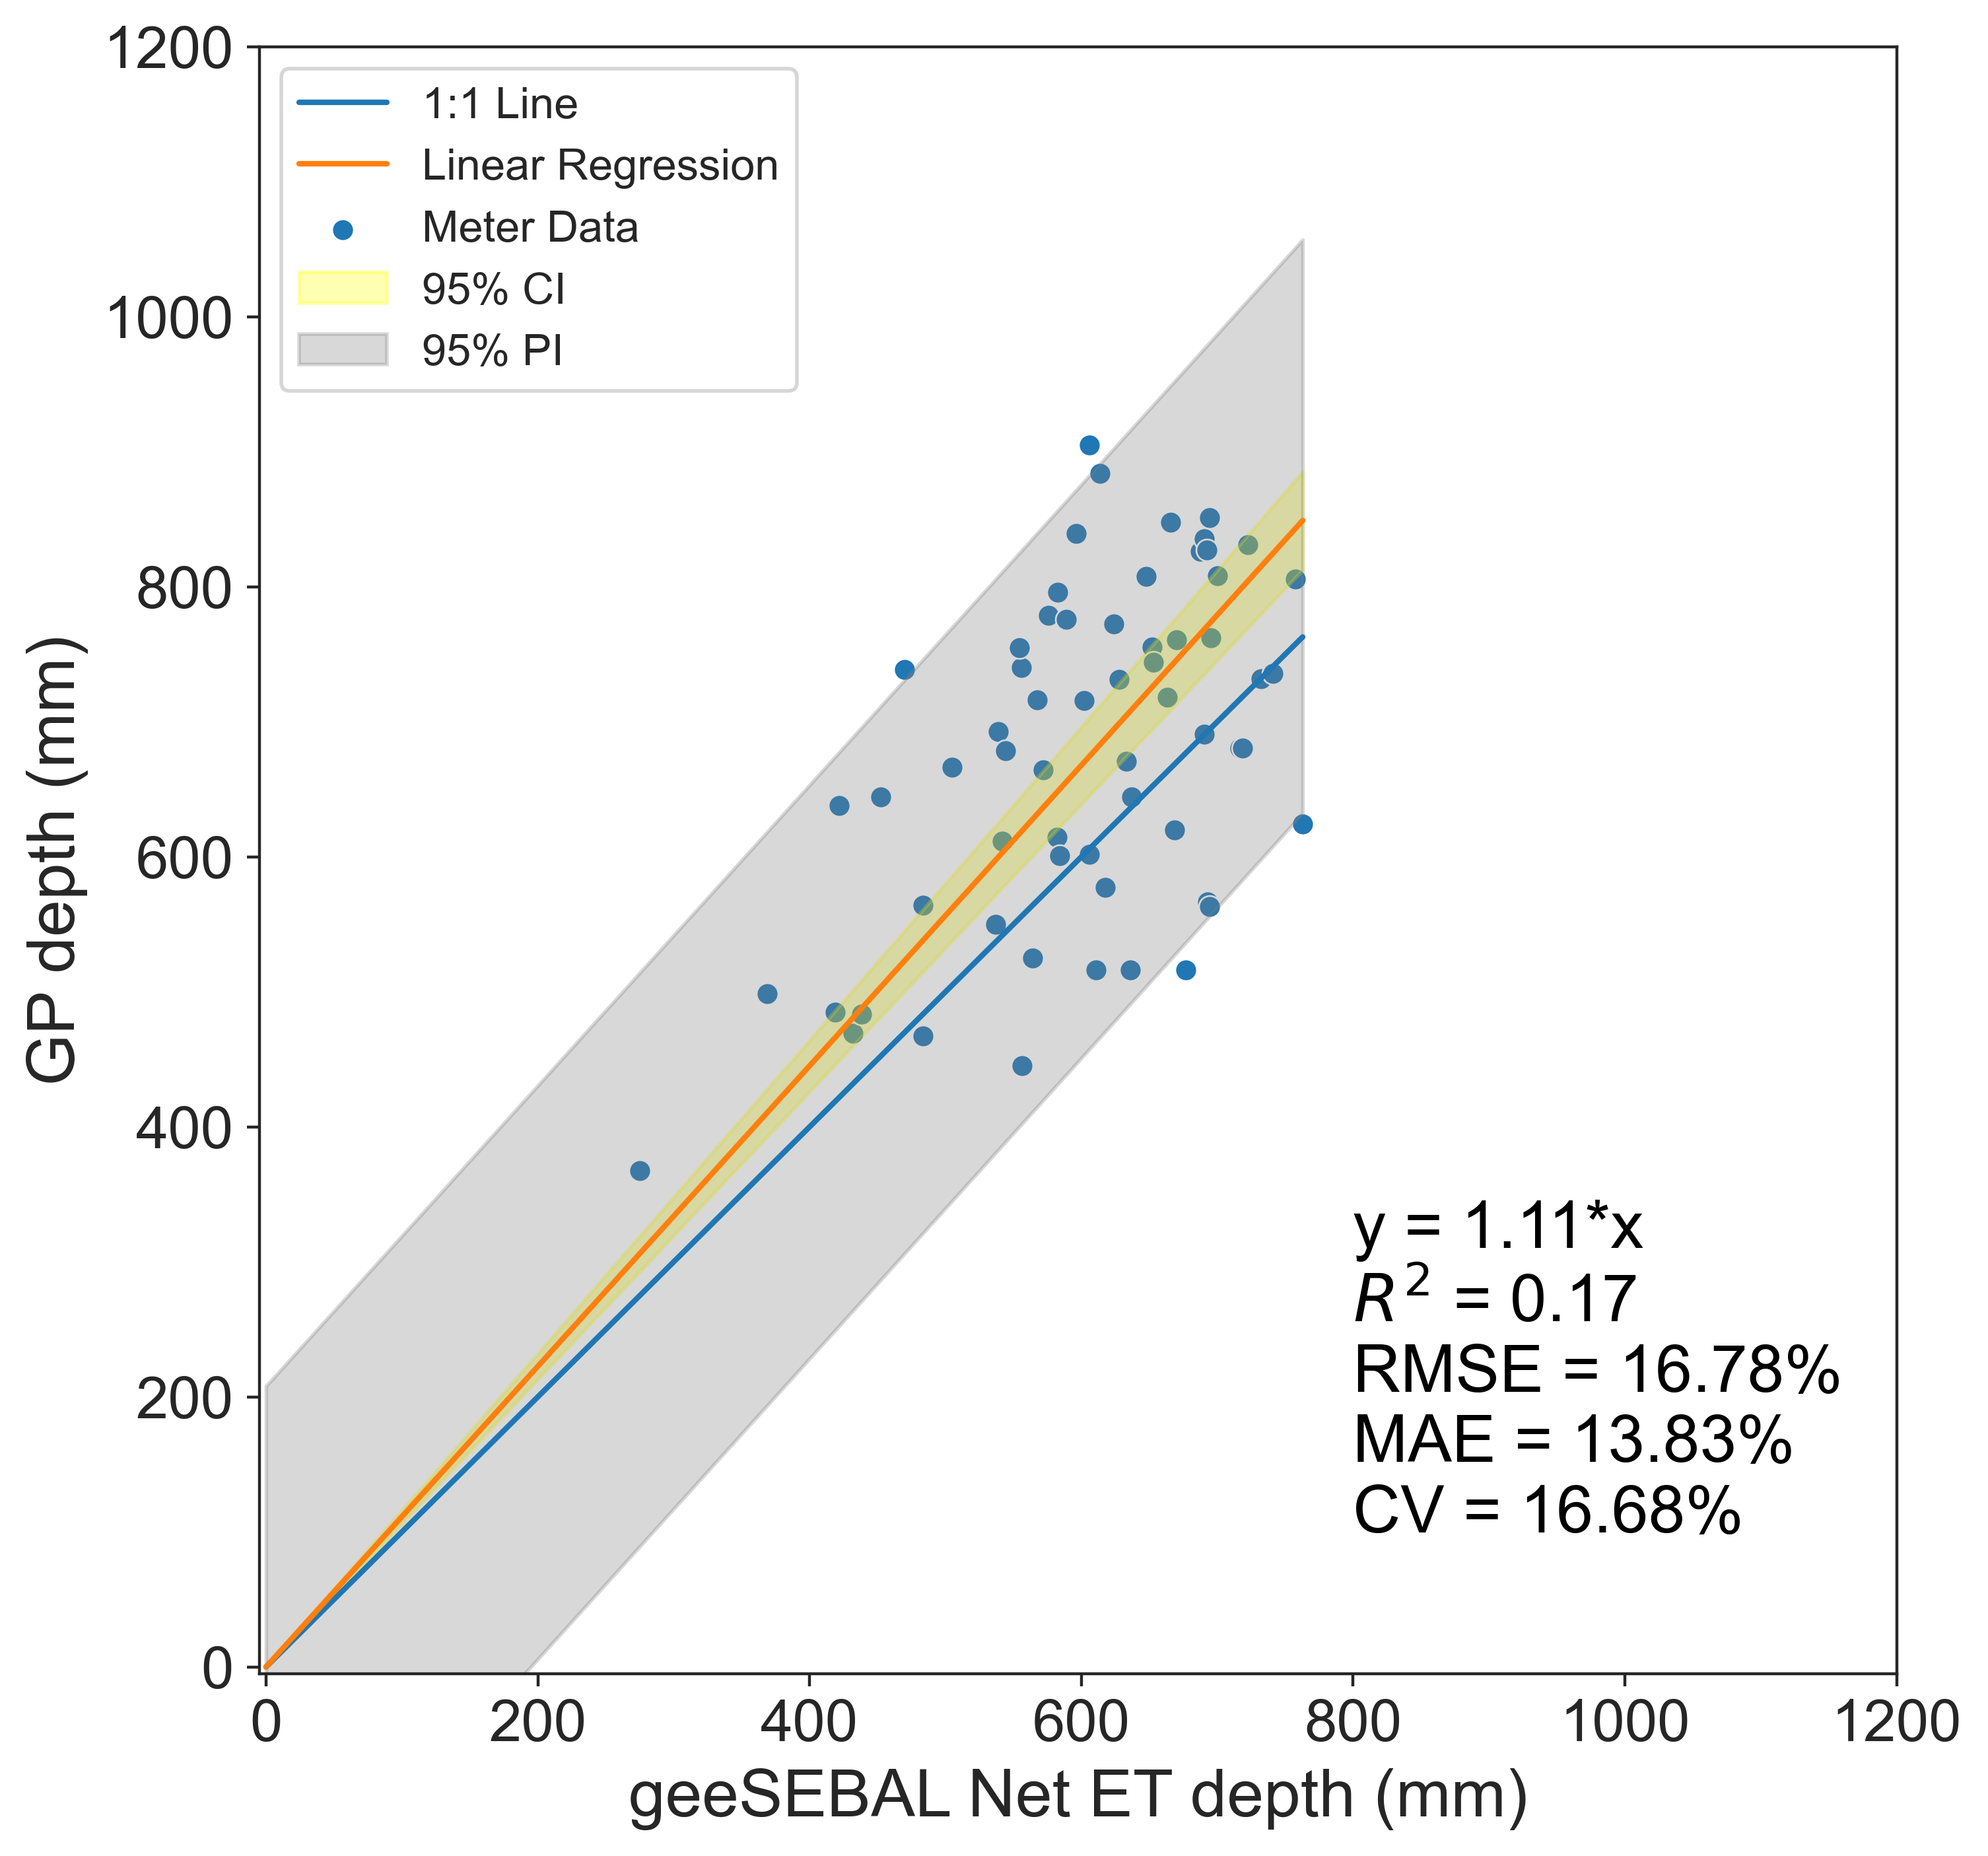 1200
1000
800
600
400
200
0
GP depth (mm)
1:1 Line
Linear Regression
Meter Data
95% CI
95% PI
y = 1.11*x
R² = 0.17
RMSE = 16.78%
MAE = 13.83%
CV = 16.68%
0 200 400 600 800 1000 1200
geeSEBAL Net ET depth (mm)